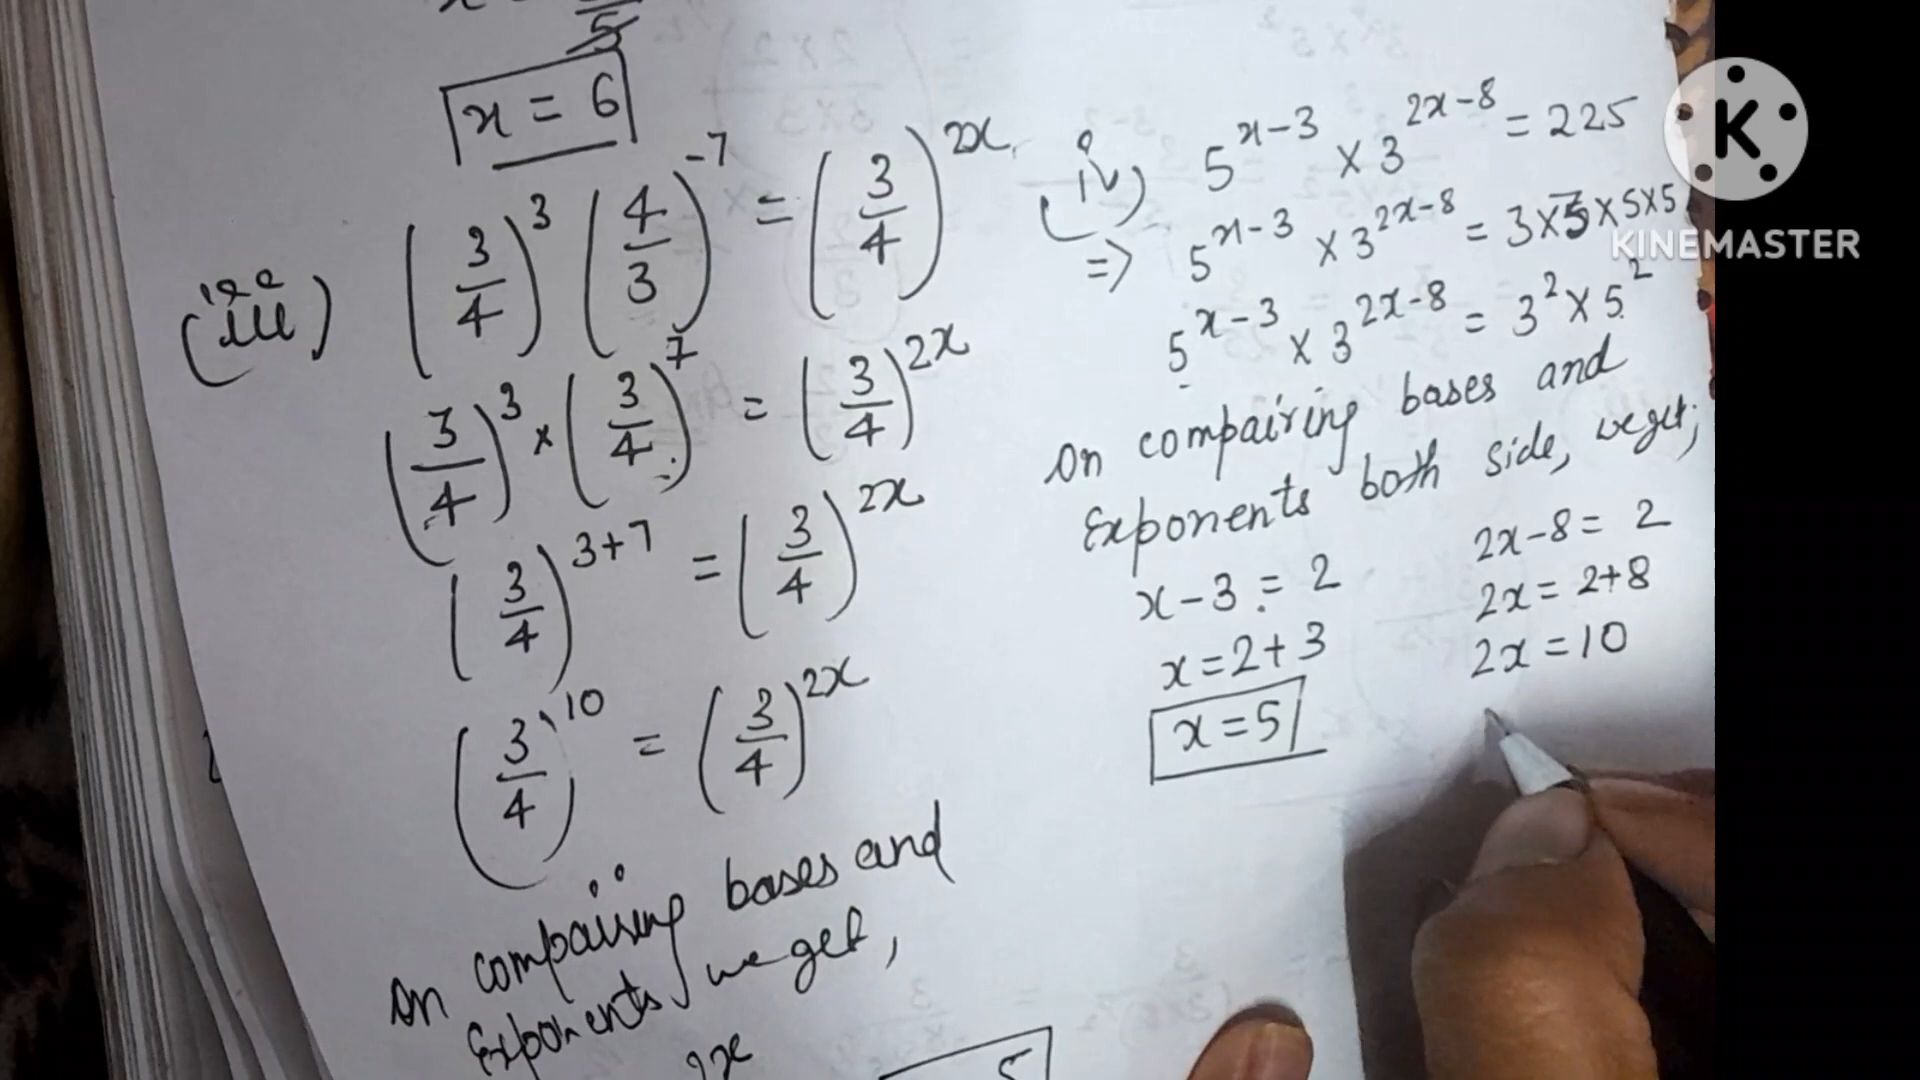 x = 6
(iii) (3/4)^3 (4/3)^-7 = (3/4)^2x
(3/4)^3 × (3/4)^7 = (3/4)^2x
(3/4)^3+7 = (3/4)^2x
(3/4)^10 = (3/4)^2x
On compairing bases and
Exponents we get,
2x
5
(iv) 5^x-3 × 3^2x-8 = 225
=> 5^x-3 × 3^2x-8 = 3×3×5×5
5^x-3 × 3^2x-8 = 3^2 × 5^2
On compairing bases and
Exponents both side, we get;
x-3 = 2
x = 2+3
x = 5
2x-8 = 2
2x = 2+8
2x = 10
K
KINEMASTER